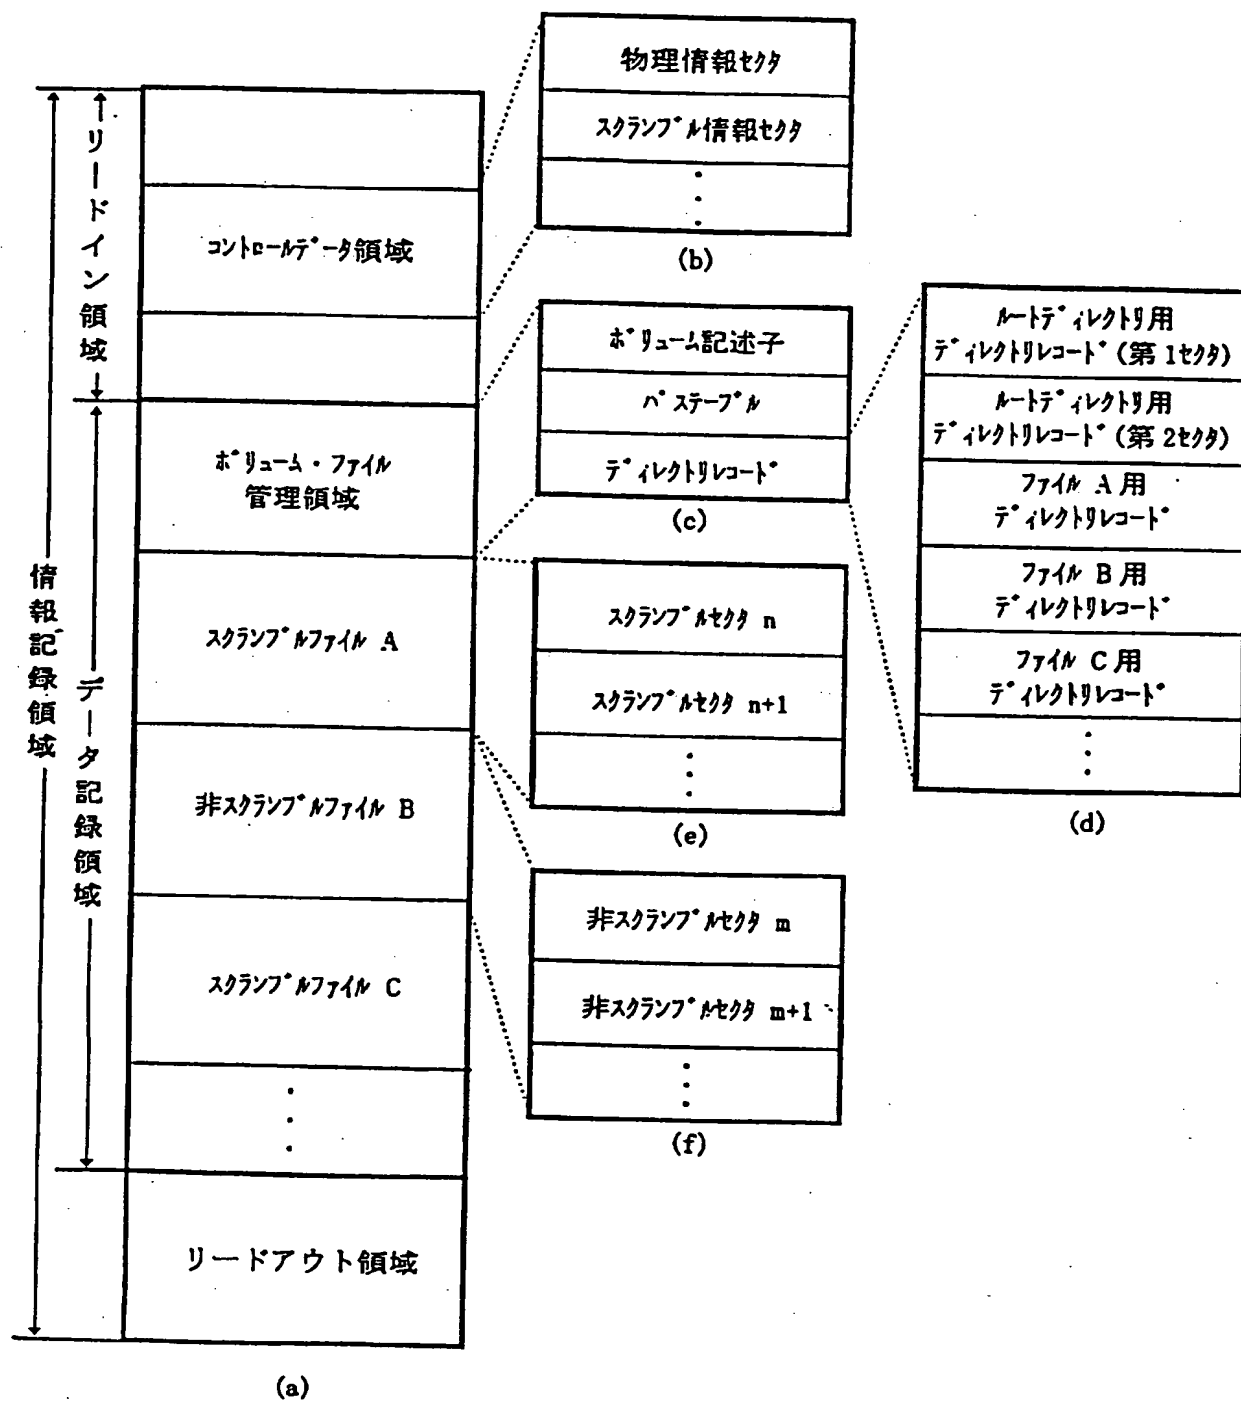 情報記録領域
リードイン領域
データ記録領域
コントロールデータ領域
ボリューム・ファイル
管理領域
スクランブルファイル A
非スクランブルファイル B
スクランブルファイル C
・
・
・
リードアウト領域
(a)
物理情報セクタ
スクランブル情報セクタ
・
・
・
(b)
ボリューム記述子
パステーブル
ディレクトリレコード
(c)
ルートディレクトリ用
ディレクトリレコード(第1セクタ)
ルートディレクトリ用
ディレクトリレコード(第2セクタ)
ファイル A 用
ディレクトリレコード
ファイル B 用
ディレクトリレコード
ファイル C 用
ディレクトリレコード
・
・
・
(d)
スクランブルセクタ n
スクランブルセクタ n+1
・
・
・
(e)
非スクランブルセクタ m
非スクランブルセクタ m+1
・
・
・
(f)